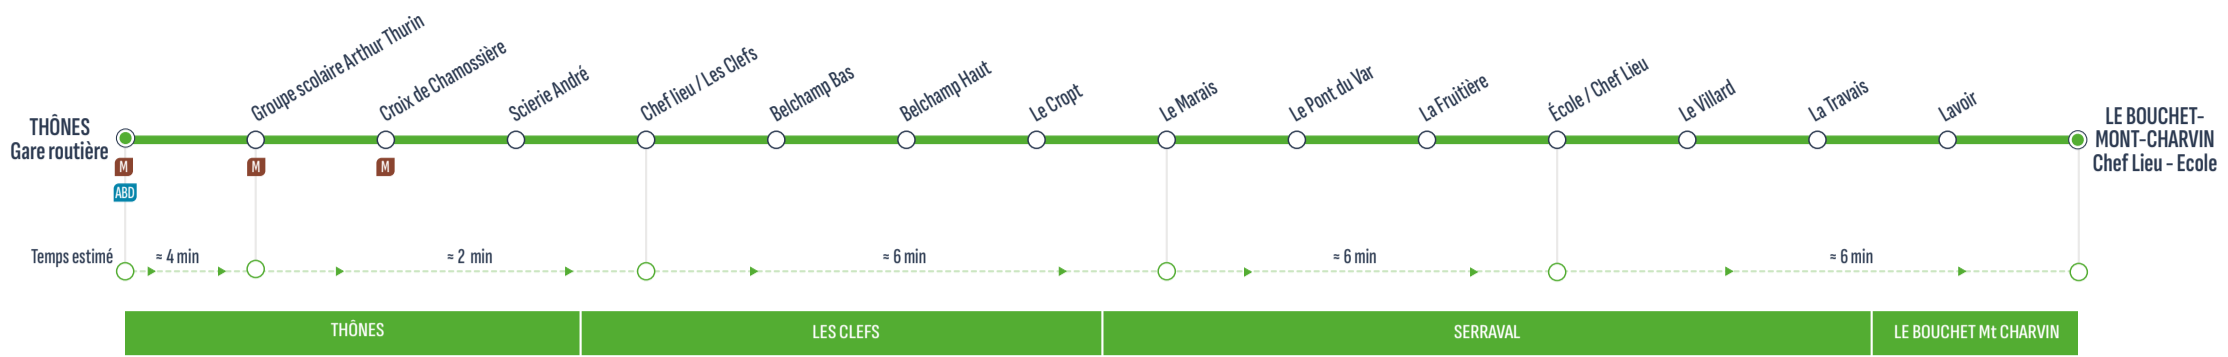 THÔNES
Gare routière
Groupe scolaire Arthur Thurin
Croix de Chamossière
Scierie André
Chef lieu / Les Clefs
Belchamp Bas
Belchamp Haut
Le Cropt
Le Marais
Le Pont du Var
La Fruitière
École / Chef Lieu
Le Villard
La Travais
Lavoir
LE BOUCHET-
MONT-CHARVIN
Chef Lieu - Ecole
M
M
M
ABD
Temps estimé
≈ 4 min
≈ 2 min
≈ 6 min
≈ 6 min
≈ 6 min
THÔNES
LES CLEFS
SERRAVAL
LE BOUCHET Mt CHARVIN